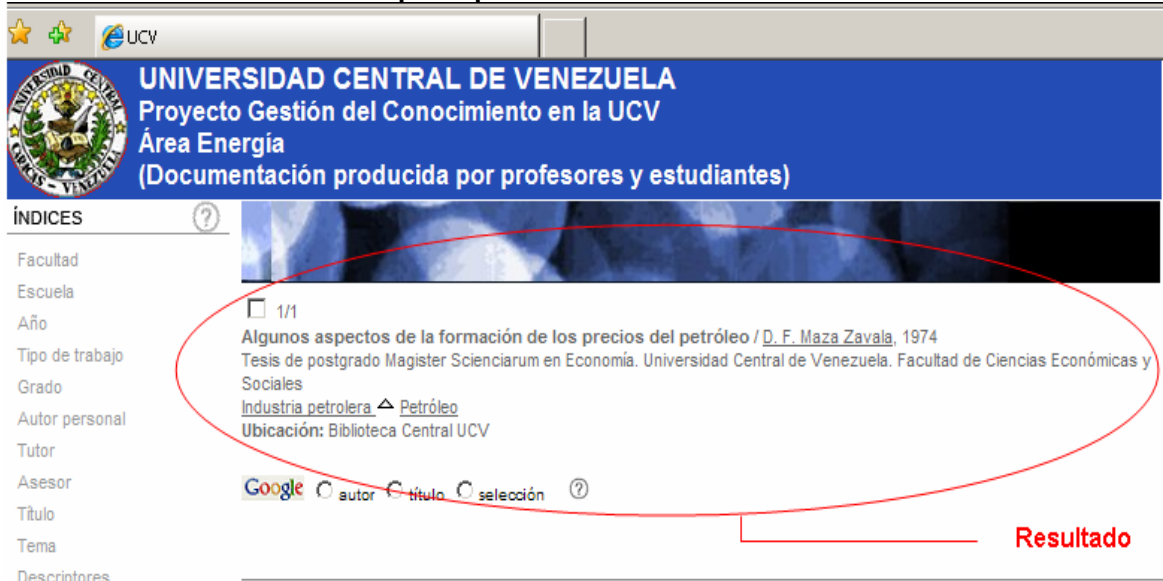 UCV
UNIVERSIDAD CENTRAL DE VENEZUELA
Proyecto Gestión del Conocimiento en la UCV
Área Energía
(Documentación producida por profesores y estudiantes)
ÍNDICES ?
Facultad
Escuela
Año
Tipo de trabajo
Grado
Autor personal
Tutor
Asesor
Título
Tema
Descriptores
1/1
Algunos aspectos de la formación de los precios del petróleo / D. F. Maza Zavala, 1974
Tesis de postgrado Magister Scienciarum en Economía. Universidad Central de Venezuela. Facultad de Ciencias Económicas y
Sociales
Industria petrolera Petróleo
Ubicación: Biblioteca Central UCV
Google autor título selección ?
Resultado